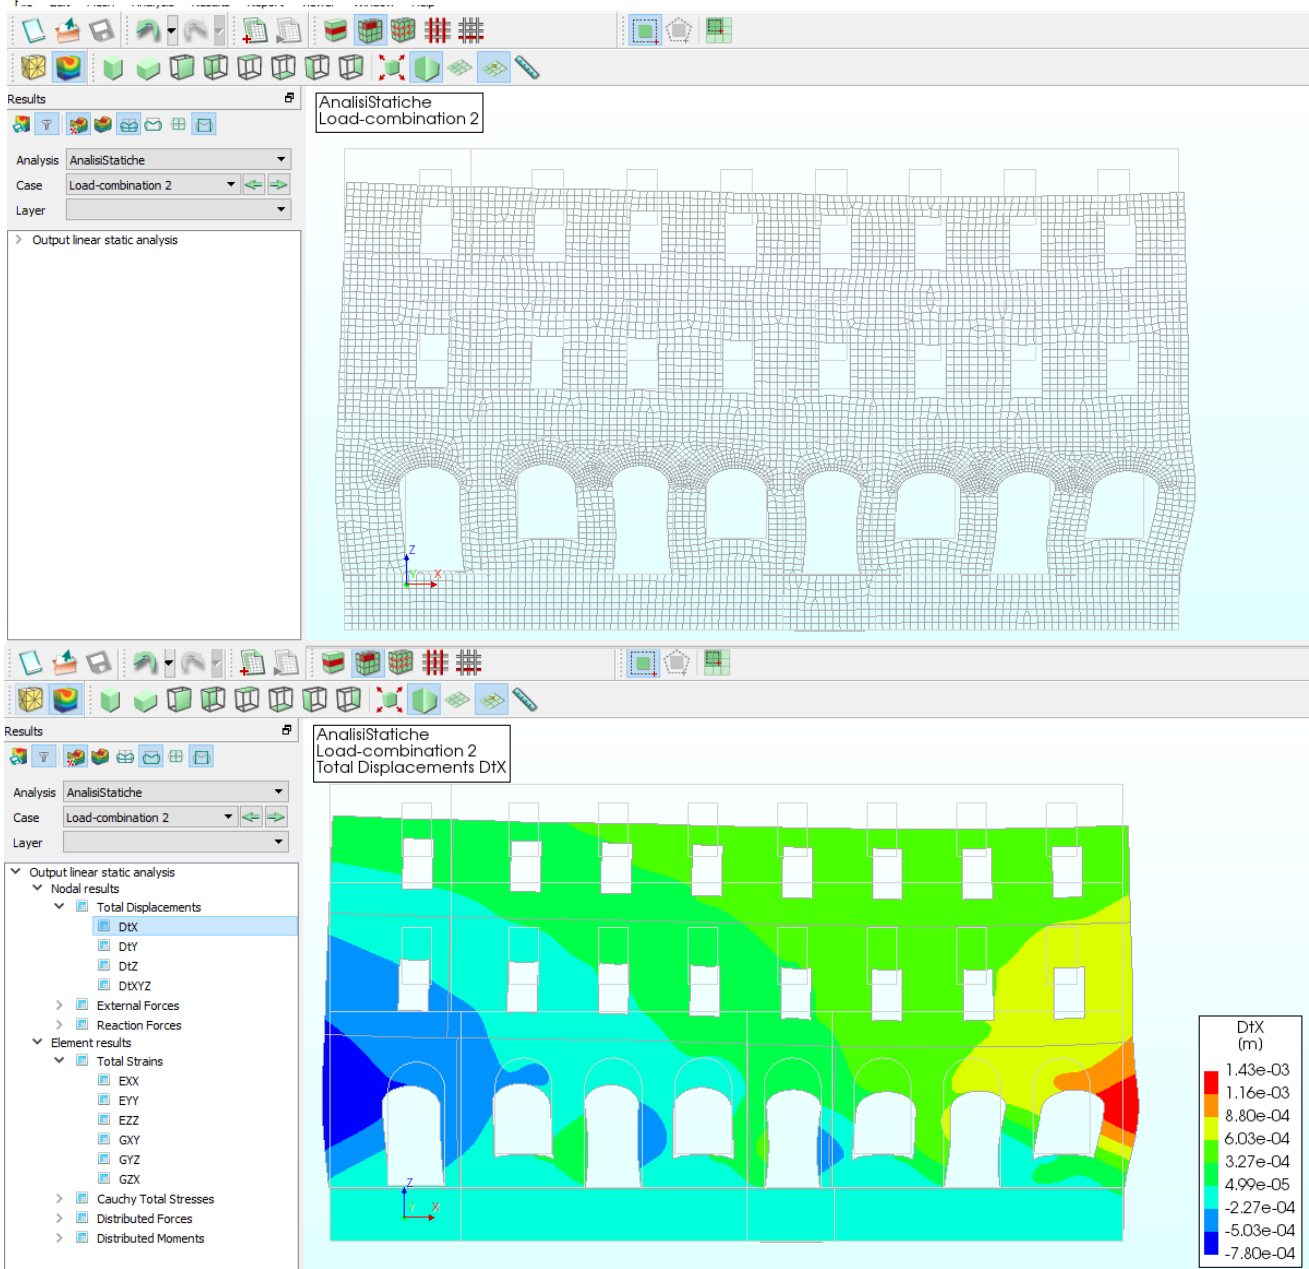 Results
AnalisiStatiche
Load-combination 2
Analysis AnalisiStatiche
Case Load-combination 2
Layer
Output linear static analysis
Z
Y X
Results
AnalisiStatiche
Load-combination 2
Total Displacements DtX
Analysis AnalisiStatiche
Case Load-combination 2
Layer
Output linear static analysis
Nodal results
Total Displacements
DtX
DtY
DtZ
DtXYZ
External Forces
Reaction Forces
Element results
Total Strains
EXX
EYY
EZZ
GXY
GYZ
GZX
Cauchy Total Stresses
Distributed Forces
Distributed Moments
Z
Y X
DtX
(m)
1.43e-03
1.16e-03
8.80e-04
6.03e-04
3.27e-04
4.99e-05
-2.27e-04
-5.03e-04
-7.80e-04